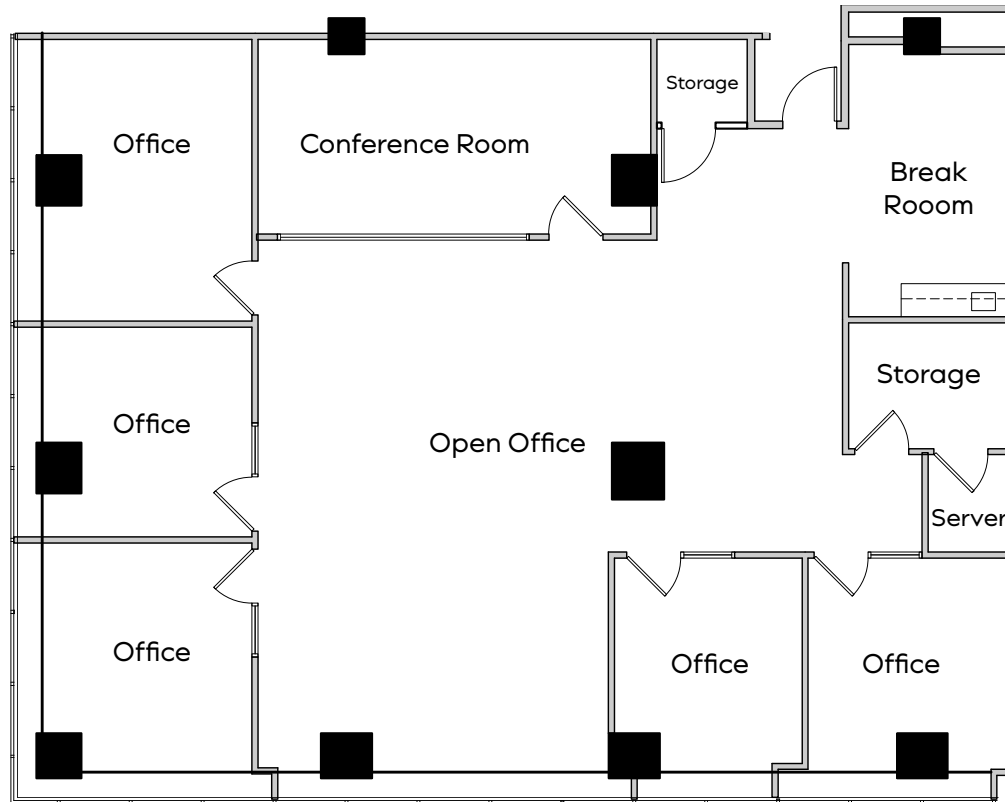 Storage
Office
Conference Room
Break
Rooom
Storage
Office
Open Office
Server
Office
Office
Office